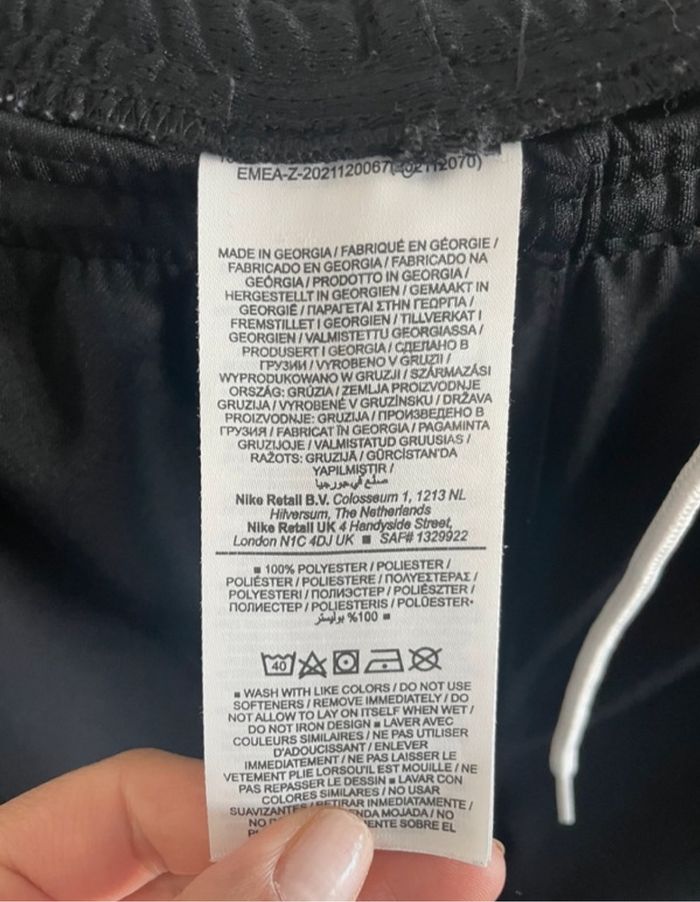 EMEA-Z-2021120067
MADE IN GEORGIA / FABRIQUÉ EN GÉORGIE /
FABRICADO EN GEORGIA / FABRICADO NA
GEÓRGIA / PRODOTTO IN GEORGIA /
HERGESTELLT IN GEORGIEN / GEMAAKT IN
GEORGIË / ΠΑΡΑΓΕΤΑΙ ΣΤΗΝ ΓΕΩΡΓΙΑ /
FREMSTILLET I GEORGIEN / TILLVERKAT I
GEORGIEN / VALMISTETTU GEORGIASSA /
PRODUSERT I GEORGIA / СДЕЛАНО В
ГРУЗИИ / VYROBENO V GRUZII /
WYPRODUKOWANO W GRUZJI / SZÁRMAZÁSI
ORSZÁG: GRÚZIA / ZEMLJA PROIZVODNJE
GRUZIJA / VYROBENÉ V GRUZÍNSKU / DRŽAVA
PROIZVODNJE: GRUZIJA / ПРОИЗВЕДЕНО В
ГРУЗИЯ / FABRICAT ÎN GEORGIA / PAGAMINTA
GRUZIJOJE / VALMISTATUD GRUUSIAS /
RAŽOTS: GRUZIJĀ / GÜRCİSTAN'DA
YAPILMIŞTIR /
صنع في جورجيا
Nike Retail B.V. Colosseum 1, 1213 NL
Hilversum, The Netherlands
Nike Retail UK 4 Handyside Street,
London N1C 4DJ UK ■ SAF# 1329922
■ 100% POLYESTER / POLIESTER /
POLIÉSTER / POLIESTERE / ΠΟΛΥΕΣΤΕΡΑΣ /
POLYESTERI / ПОЛИЭСТЕР / POLIÉSZTER /
ПОЛИЕСТЕР / POLIESTERIS / POLÜESTER•
100% بوليستر ■
40
■ WASH WITH LIKE COLORS / DO NOT USE
SOFTENERS / REMOVE IMMEDIATELY / DO
NOT ALLOW TO LAY ON ITSELF WHEN WET /
DO NOT IRON DESIGN ■ LAVER AVEC
COULEURS SIMILAIRES / NE PAS UTILISER
D'ADOUCISSANT / ENLEVER
IMMEDIATEMENT / NE PAS LAISSER LE
VETEMENT PLIE LORSQU'IL EST MOUILLE / NE
PAS REPASSER LE DESSIN ■ LAVAR CON
COLORES SIMILARES / NO USAR
RETIRAR INMEDIATAMENTE /
MOJADA / NO
SOBRE EL